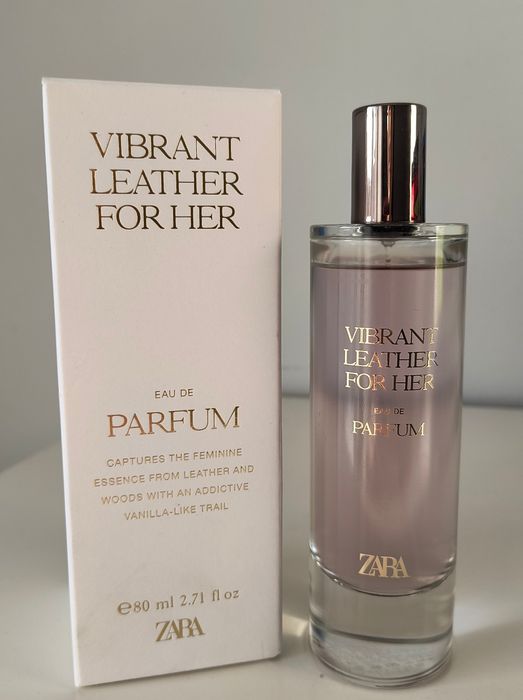 VIBRANT
LEATHER
FOR HER
EAU DE
PARFUM
CAPTURES THE FEMININE
ESSENCE FROM LEATHER AND
WOODS WITH AN ADDICTIVE
VANILLA-LIKE TRAIL
℮80 ml 2.71 fl oz
ZARA
VIBRANT
LEATHER
FOR HER
EAU DE
PARFUM
ZARA